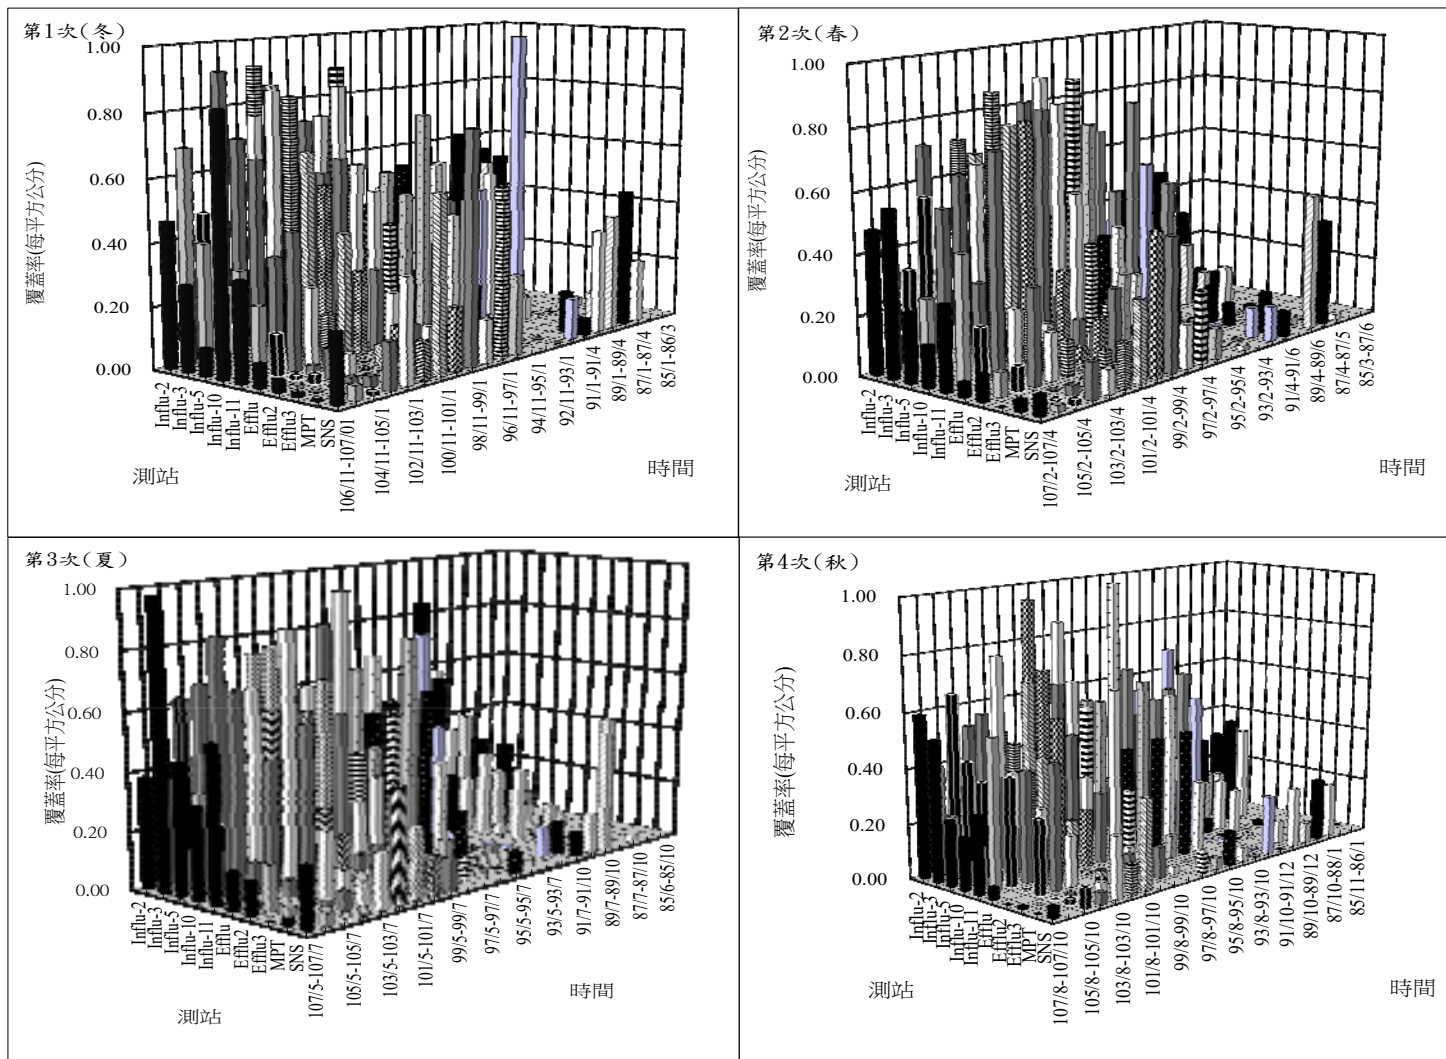 第1次(冬)
1.00
0.80
0.60
0.40
0.20
0.00
覆蓋率(每平方公分)
Influ-2
Influ-3
Influ-5
Influ-10
Influ-11
Efflu
Efflu2
Efflu3
MPT
SNS
測站
106/11-107/01
104/11-105/1
102/11-103/1
100/11-101/1
98/11-99/1
96/11-97/1
94/11-95/1
92/11-93/1
91/1-91/4
89/1-89/4
87/1-87/4
85/1-86/3
時間
第2次(春)
1.00
0.80
0.60
0.40
0.20
0.00
覆蓋率(每平方公分)
Influ-2
Influ-3
Influ-5
Influ-10
Influ-11
Efflu
Efflu2
Efflu3
MPT
SNS
測站
107/2-107/4
105/2-105/4
103/2-103/4
101/2-101/4
99/2-99/4
97/2-97/4
95/2-95/4
93/2-93/4
91/4-91/6
89/4-89/6
87/4-87/5
85/3-87/6
時間
第3次(夏)
1.00
0.80
0.60
0.40
0.20
0.00
覆蓋率(每平方公分)
Influ-2
Influ-3
Influ-5
Influ-10
Influ-11
Efflu
Efflu2
Efflu3
MPT
SNS
測站
107/5-107/7
105/5-105/7
103/5-103/7
101/5-101/7
99/5-99/7
97/5-97/7
95/5-95/7
93/5-93/7
91/7-91/10
89/7-89/10
87/7-87/10
85/6-85/10
時間
第4次(秋)
1.00
0.80
0.60
0.40
0.20
0.00
覆蓋率(每平方公分)
Influ-2
Influ-3
Influ-5
Influ-10
Influ-11
Efflu
Efflu2
Efflu3
MPT
SNS
測站
107/8-107/10
105/8-105/10
103/8-103/10
101/8-101/10
99/8-99/10
97/8-97/10
95/8-95/10
93/8-93/10
91/10-91/12
89/10-89/12
87/10-88/1
85/11-86/1
時間